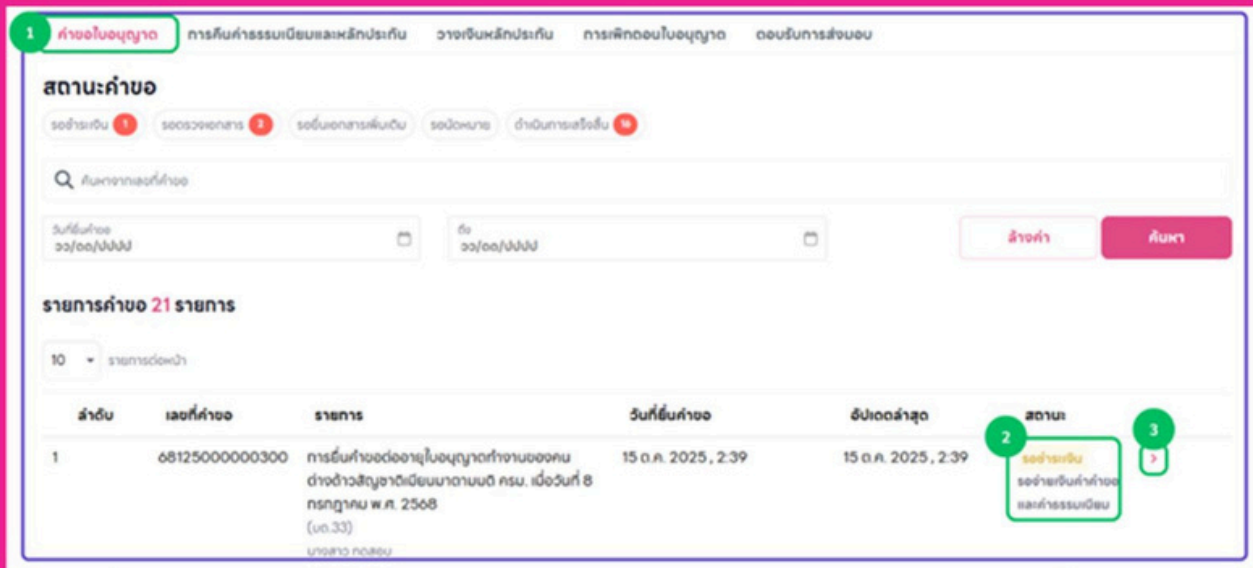 1 คำขอใบอนุญาต การคืนค่าธรรมเนียมและหลักประกัน วางเงินหลักประกัน การเพิกถอนใบอนุญาต ตอบรับการส่งมอบ
สถานะคำขอ
รอชำระเงิน 1 รอตรวจเอกสาร 2 รอยื่นเอกสารเพิ่มเติม รอนัดหมาย ดำเนินการเสร็จสิ้น
ค้นหาจากเลขที่คำขอ
วันที่ยื่นคำขอ ถึง
วว/ดด/ปปปป วว/ดด/ปปปป ล้างค่า ค้นหา
รายการคำขอ 21 รายการ
10 รายการต่อหน้า
ลำดับ เลขที่คำขอ รายการ วันที่ยื่นคำขอ อัปเดตล่าสุด สถานะ
2 3
1 68125000000300 การยื่นคำขอต่ออายุใบอนุญาตทำงานของคน 15 ต.ค. 2025 , 2:39 15 ต.ค. 2025 , 2:39 รอชำระเงิน
ต่างด้าวสัญชาติเมียนมาตามมติ ครม. เมื่อวันที่ 8 รอจ่ายเงินค่าคำขอ
กรกฎาคม พ.ศ. 2568 และค่าธรรมเนียม
(บต.33)
นางสาว ทดสอบ